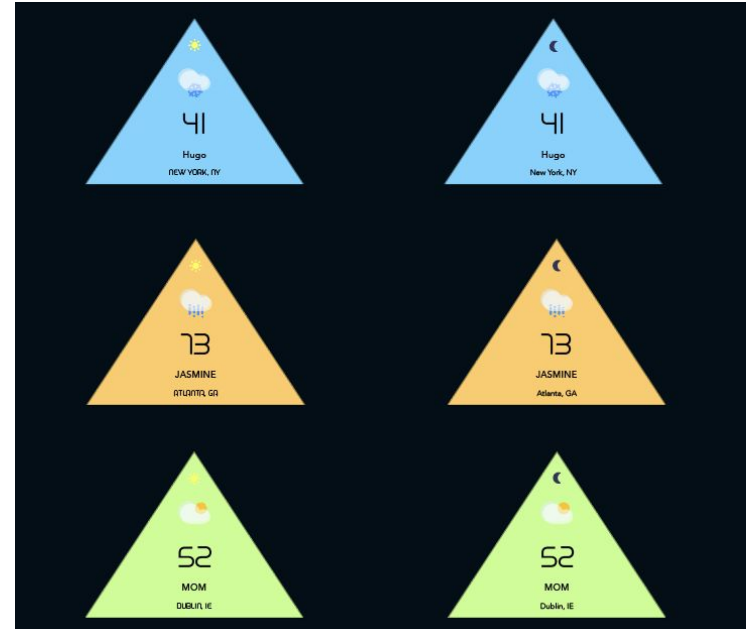 41
41
Hugo
Hugo
NEW YORK, NY
New York, NY
73
73
JASMINE
JASMINE
ATLANTA, GA
Atlanta, GA
52
52
MOM
MOM
DUBLIN, IE
Dublin, IE